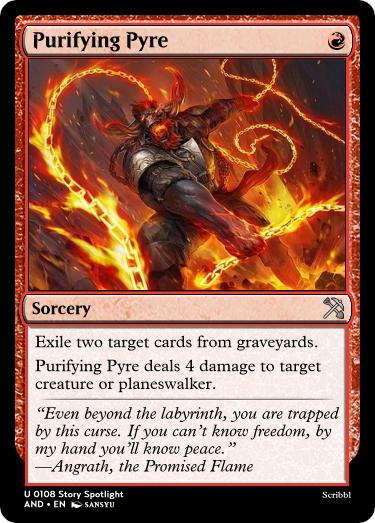 Purifying Pyre
Sorcery
Exile two target cards from graveyards.
Purifying Pyre deals 4 damage to target
creature or planeswalker.
“Even beyond the labyrinth, you are trapped
by this curse. If you can't know freedom, by
my hand you'll know peace.”
—Angrath, the Promised Flame
U 0108 Story Spotlight
AND • EN SANSYU
Scribbl